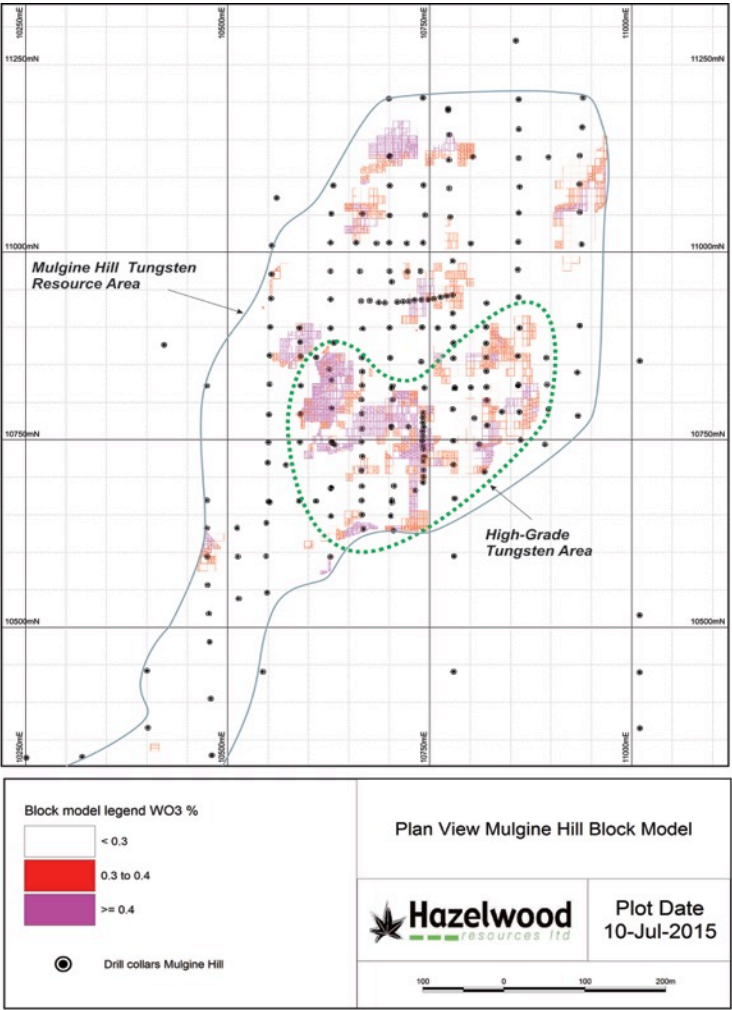 10250mE
10500mE
10750mE
11000mE
11250mN
11250mN
Mulgine Hill Tungsten
Resource Area
11000mN
11000mN
10750mN
10750mN
High-Grade
Tungsten Area
10500mN
10500mN
10250mE
10500mE
10750mE
11000mE
Block model legend WO3 %
< 0.3
0.3 to 0.4
>= 0.4
Drill collars Mulgine Hill
Plan View Mulgine Hill Block Model
Hazelwood
resources ltd
Plot Date
10-Jul-2015
100 0 100 200m